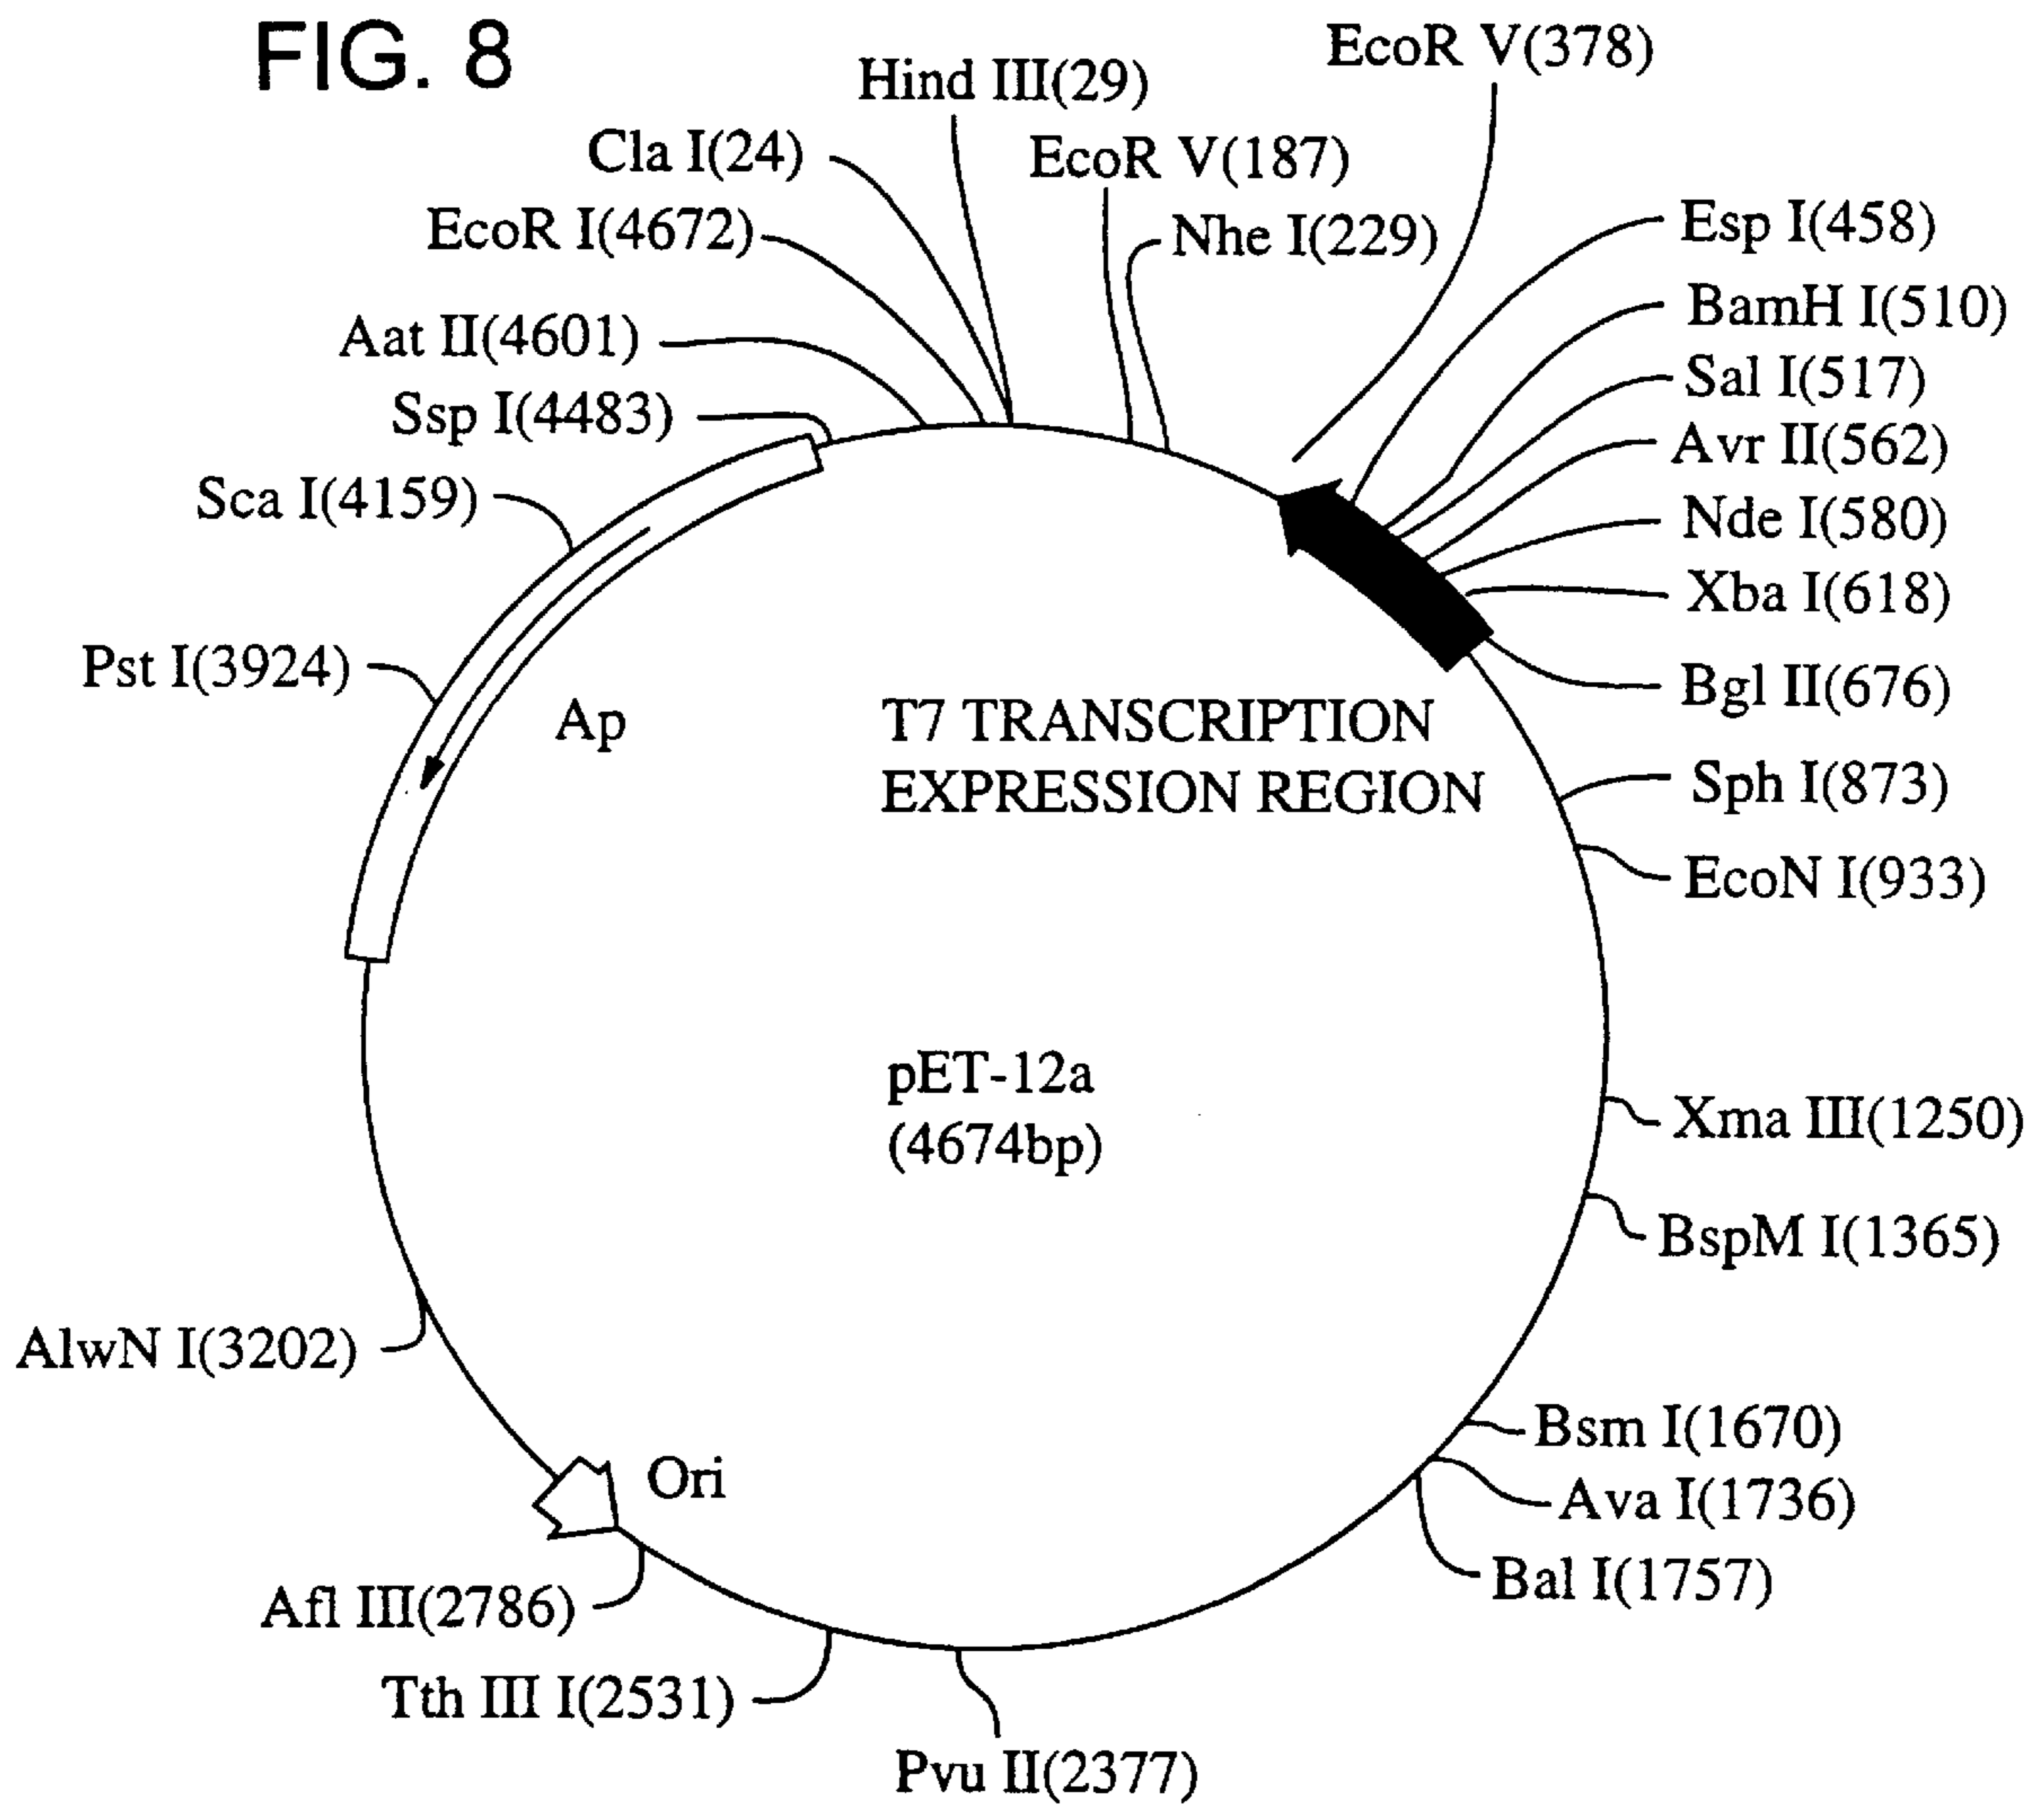 FIG. 8
EcoR V(378)
Hind III(29)
Cla I(24)
EcoR V(187)
EcoR I(4672)
Nhe I(229)
Esp I(458)
Aat II(4601)
BamH I(510)
Ssp I(4483)
Sal I(517)
Avr II(562)
Sca I(4159)
Nde I(580)
Xba I(618)
Pst I(3924)
Bgl II(676)
Ap
T7 TRANSCRIPTION
EXPRESSION REGION
Sph I(873)
EcoN I(933)
pET-12a
(4674bp)
Xma III(1250)
BspM I(1365)
AlwN I(3202)
Bsm I(1670)
Ori
Ava I(1736)
Bal I(1757)
Afl III(2786)
Tth III I(2531)
Pvu II(2377)